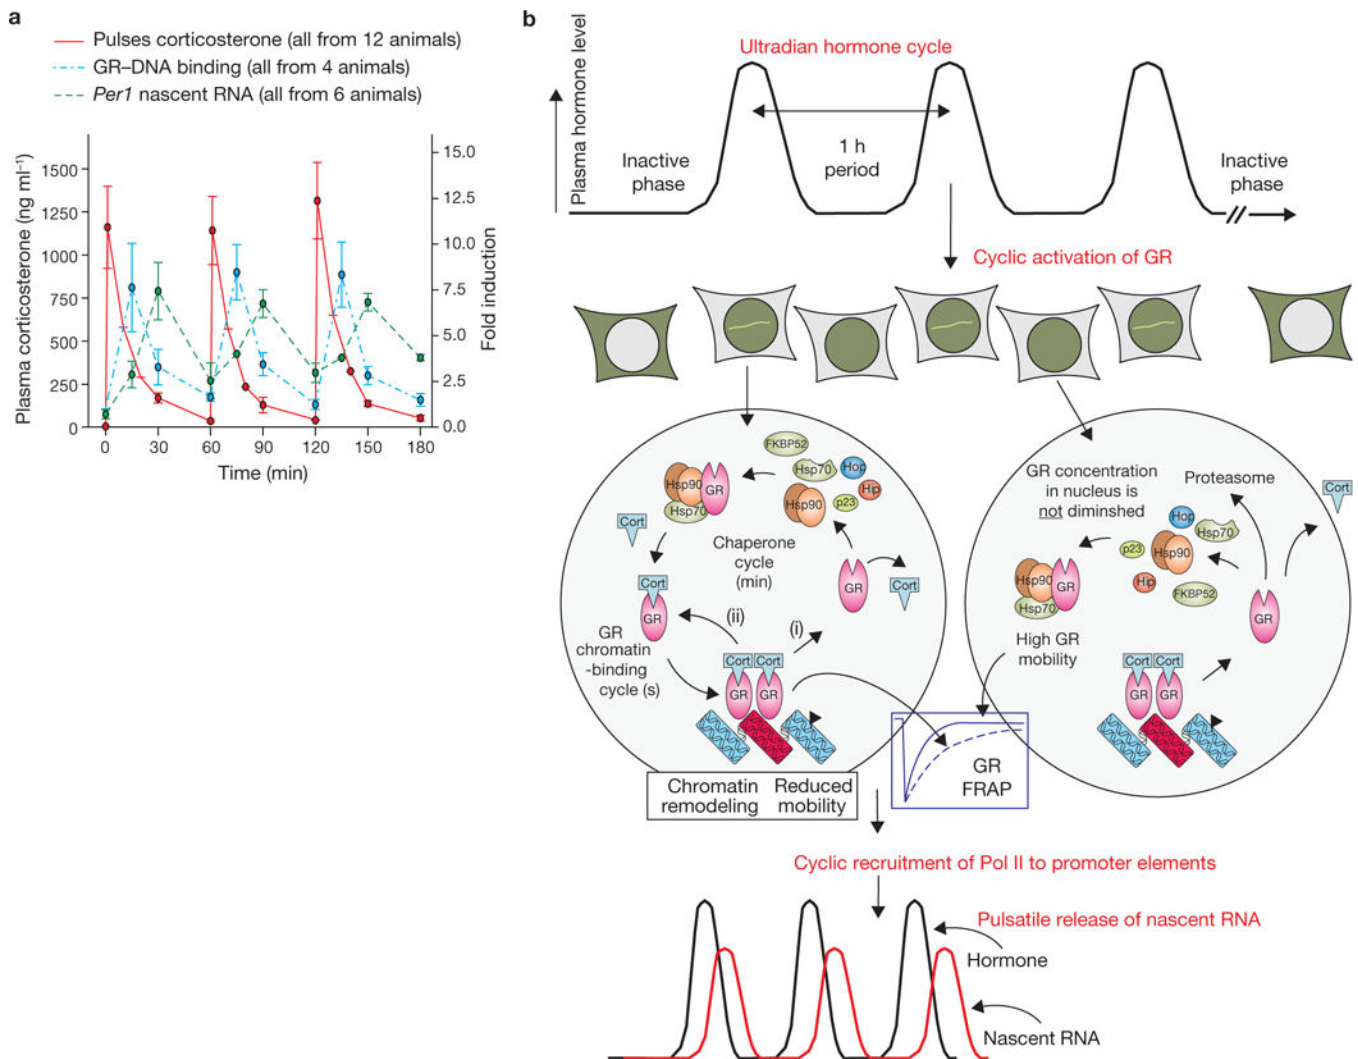 a
Pulses corticosterone (all from 12 animals)
GR–DNA binding (all from 4 animals)
Per1 nascent RNA (all from 6 animals)
Plasma corticosterone (ng ml⁻¹)
1500
1250
1000
750
500
250
0
15.0
12.5
10.0
7.5
5.0
2.5
0.0
Fold induction
0 30 60 90 120 150 180
Time (min)
b
Plasma hormone level
Ultradian hormone cycle
Inactive
phase
1 h
period
Inactive
phase
Cyclic activation of GR
FKBP52
Hsp70
Hop
Hip
p23
Hsp90
Hsp90
GR
Hsp70
Cort
Chaperone
cycle
(min)
GR
Cort
Cort
GR
(ii)
(i)
GR
chromatin
-binding
cycle (s)
Cort Cort
GR GR
Chromatin
remodeling
Reduced
mobility
GR
FRAP
GR concentration
in nucleus is
not diminshed
Proteasome
Cort
Hop
Hsp70
p23
Hsp90
Hip
FKBP52
Hsp90
GR
Hsp70
GR
High GR
mobility
Cort Cort
GR GR
Cyclic recruitment of Pol II to promoter elements
Pulsatile release of nascent RNA
Hormone
Nascent RNA